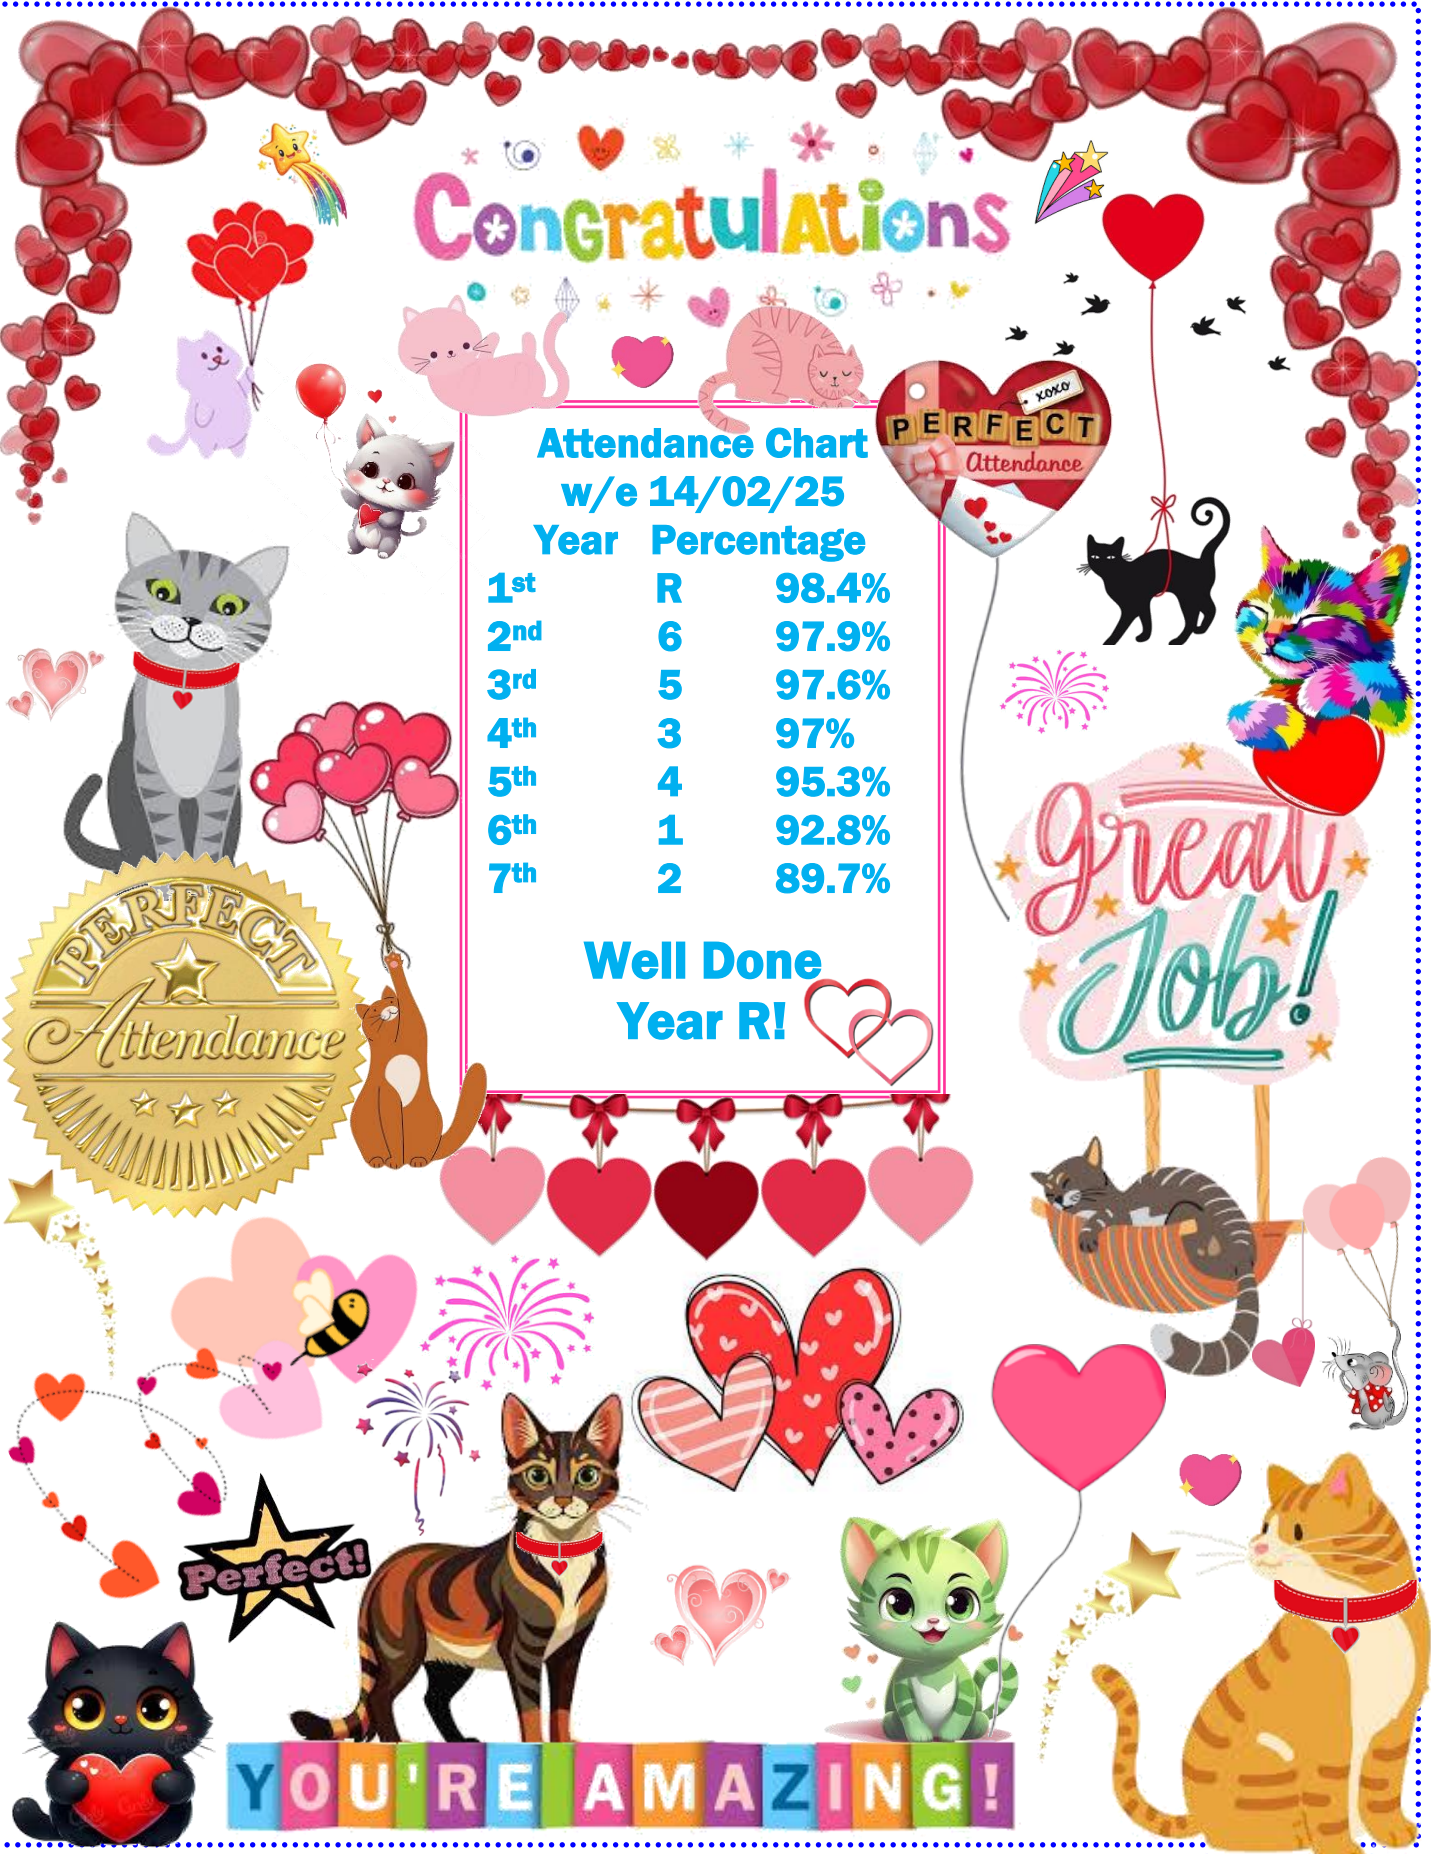 Congratulations
xoxo
PERFECT
Attendance
Attendance Chart
w/e 14/02/25
Year Percentage
1st R 98.4%
2nd 6 97.9%
3rd 5 97.6%
4th 3 97%
5th 4 95.3%
6th 1 92.8%
7th 2 89.7%
Well Done
Year R!
Great
Job!
PERFECT
Attendance
Perfect!
YOU'RE AMAZING!